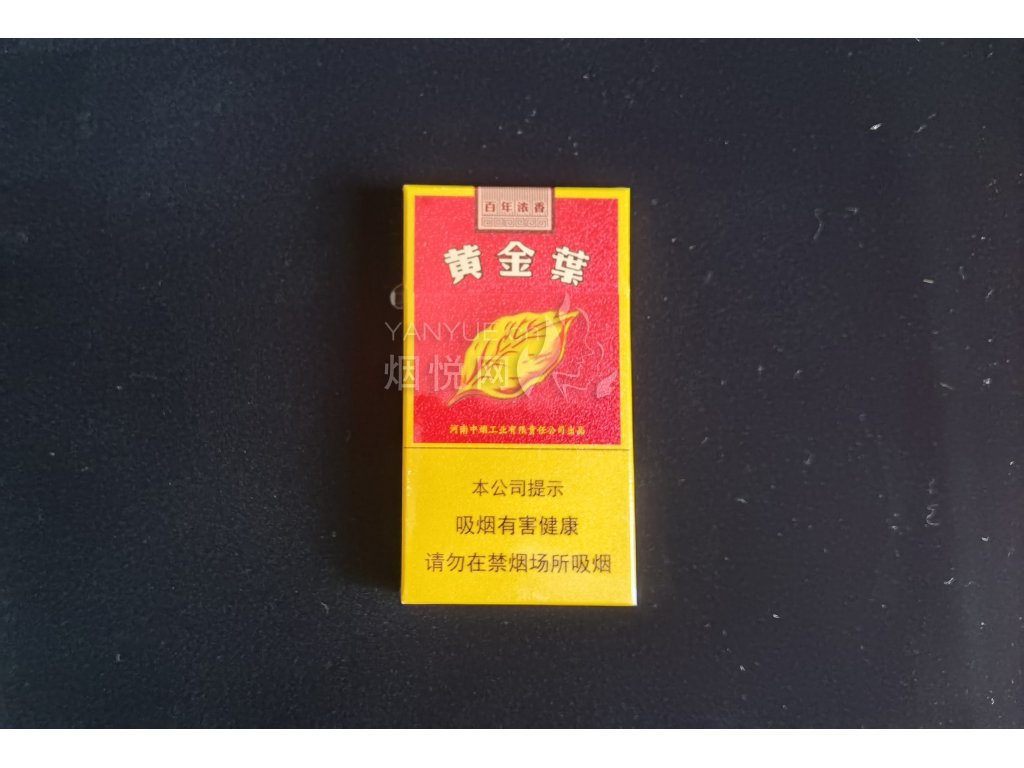 百年浓香
黄金葉
YANYUE
烟悦网
河南中烟工业有限责任公司出品
本公司提示
吸烟有害健康
请勿在禁烟场所吸烟